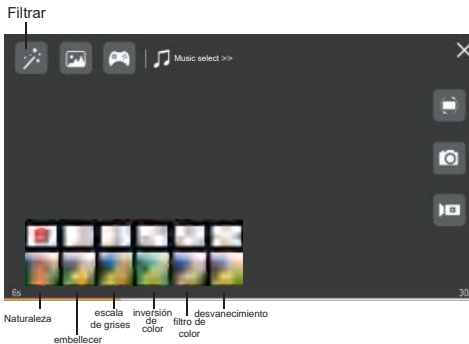 Filtrar
Music select >>
6s
30
Naturaleza
embellecer
escala
de grises
inversión
de
color
filtro de
color
desvanecimiento